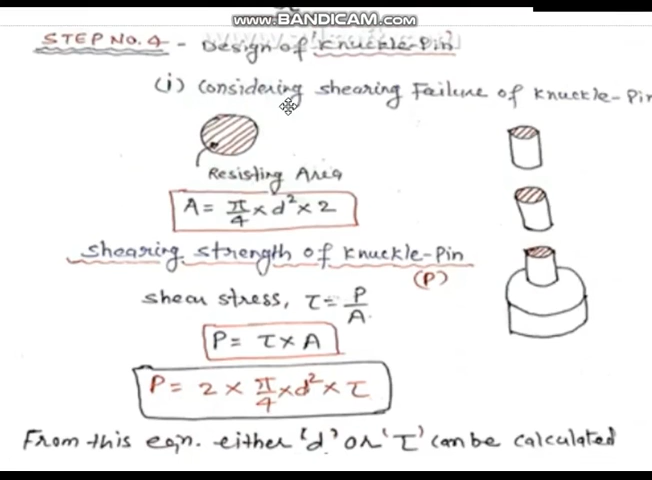 WWW.BANDICAM.COM
STEP NO. 4 - Design of 'Knuckle-Pin'
(i) Considering shearing Failure of Knuckle-Pin
Resisting Area
A = π/4 × d² × 2
shearing strength of Knuckle-Pin
(P)
shear stress, τ = P/A
P = τ × A
P = 2 × π/4 × d² × τ
From this eqn. either 'd' or 'τ' can be calculated